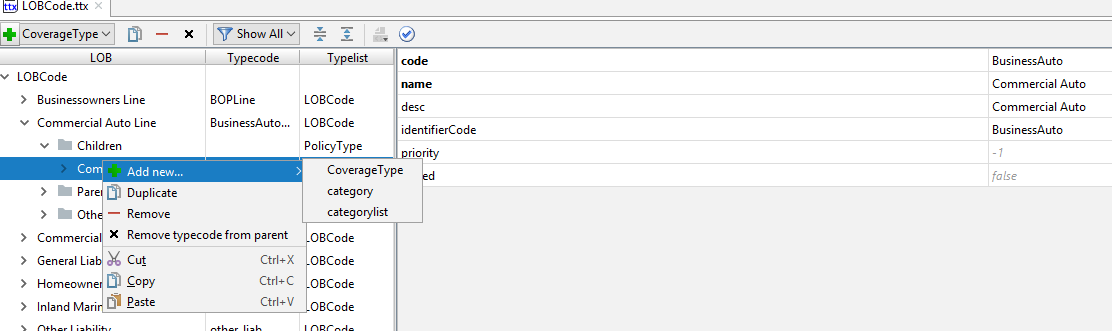 LOBCode.ttx
CoverageType
Show All
LOB Typecode Typelist
LOBCode
Businessowners Line BOPLine LOBCode
Commercial Auto Line BusinessAuto... LOBCode
Children PolicyType
Com
Paren
Othe
Commercial LOBCode
General Liab LOBCode
Homeowner LOBCode
Inland Marin LOBCode
Other Liability other_liab LOBCode
Add new...
Duplicate
Remove
Remove typecode from parent
Cut Ctrl+X
Copy Ctrl+C
Paste Ctrl+V
CoverageType
category
categorylist
code BusinessAuto
name Commercial Auto
desc Commercial Auto
identifierCode BusinessAuto
priority -1
ed false